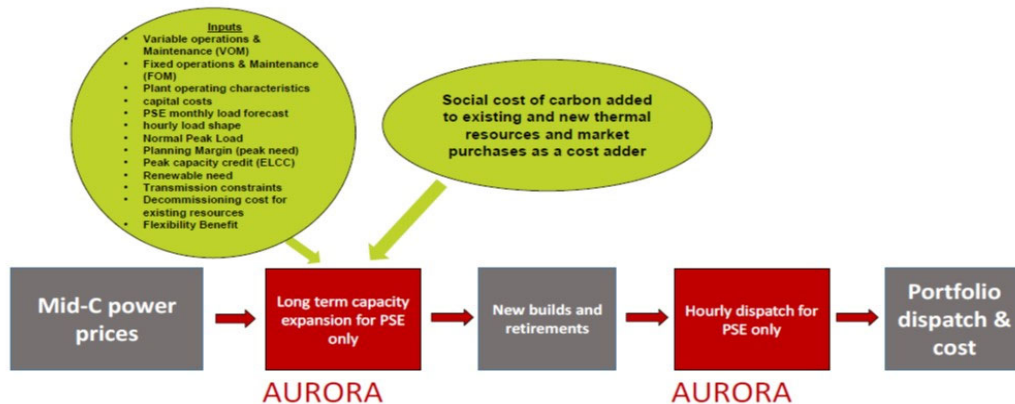 Inputs
• Variable operations &
Maintenance (VOM)
• Fixed operations & Maintenance
(FOM)
• Plant operating characteristics
• capital costs
• PSE monthly load forecast
• hourly load shape
• Normal Peak Load
• Planning Margin (peak need)
• Peak capacity credit (ELCC)
• Renewable need
• Transmission constraints
• Decommissioning cost for
existing resources
• Flexibility Benefit
Social cost of carbon added
to existing and new thermal
resources and market
purchases as a cost adder
Mid-C power
prices
Long term capacity
expansion for PSE
only
New builds and
retirements
Hourly dispatch for
PSE only
Portfolio
dispatch &
cost
AURORA
AURORA